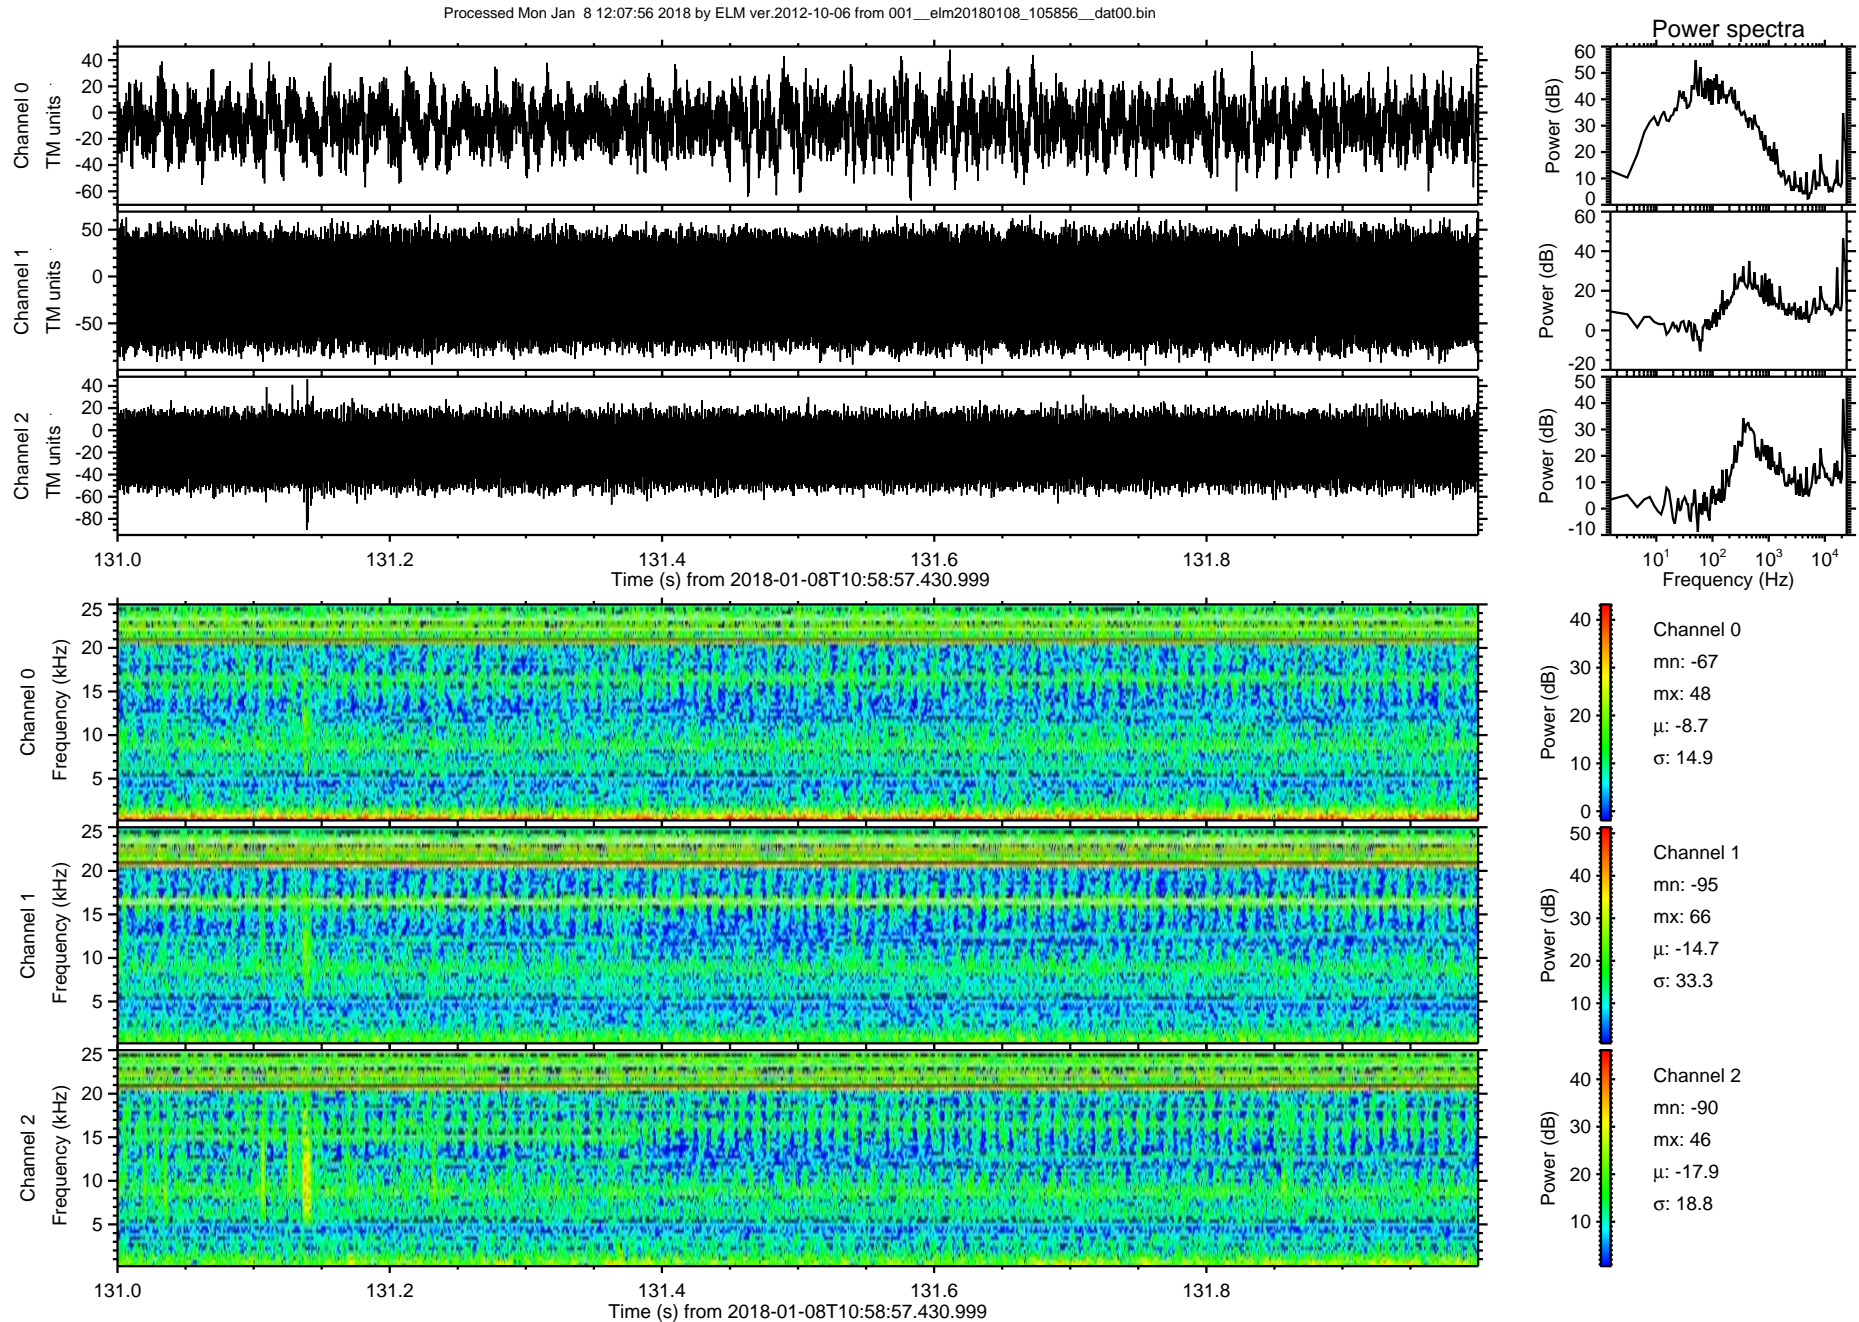 Processed Mon Jan  8 12:07:56 2018 by ELM ver.2012-10-06 from 001__elm20180108_105856__dat00.bin
Power spectra
Channel 0
TM units
40
20
0
-20
-40
-60
Power (dB)
60
50
40
30
20
10
0
Channel 1
TM units
50
0
-50
Power (dB)
60
40
20
0
-20
Channel 2
TM units
40
20
0
-20
-40
-60
-80
Power (dB)
50
40
30
20
10
0
-10
131.0 131.2 131.4 131.6 131.8
Time (s) from 2018-01-08T10:58:57.430.999
10^1 10^2 10^3 10^4
Frequency (Hz)
Channel 0
Frequency (kHz)
25
20
15
10
5
Power (dB)
40
30
20
10
0
Channel 0
mn: -67
mx: 48
μ: -8.7
σ: 14.9
Channel 1
Frequency (kHz)
25
20
15
10
5
Power (dB)
50
40
30
20
10
Channel 1
mn: -95
mx: 66
μ: -14.7
σ: 33.3
Channel 2
Frequency (kHz)
25
20
15
10
5
Power (dB)
40
30
20
10
Channel 2
mn: -90
mx: 46
μ: -17.9
σ: 18.8
131.0 131.2 131.4 131.6 131.8
Time (s) from 2018-01-08T10:58:57.430.999